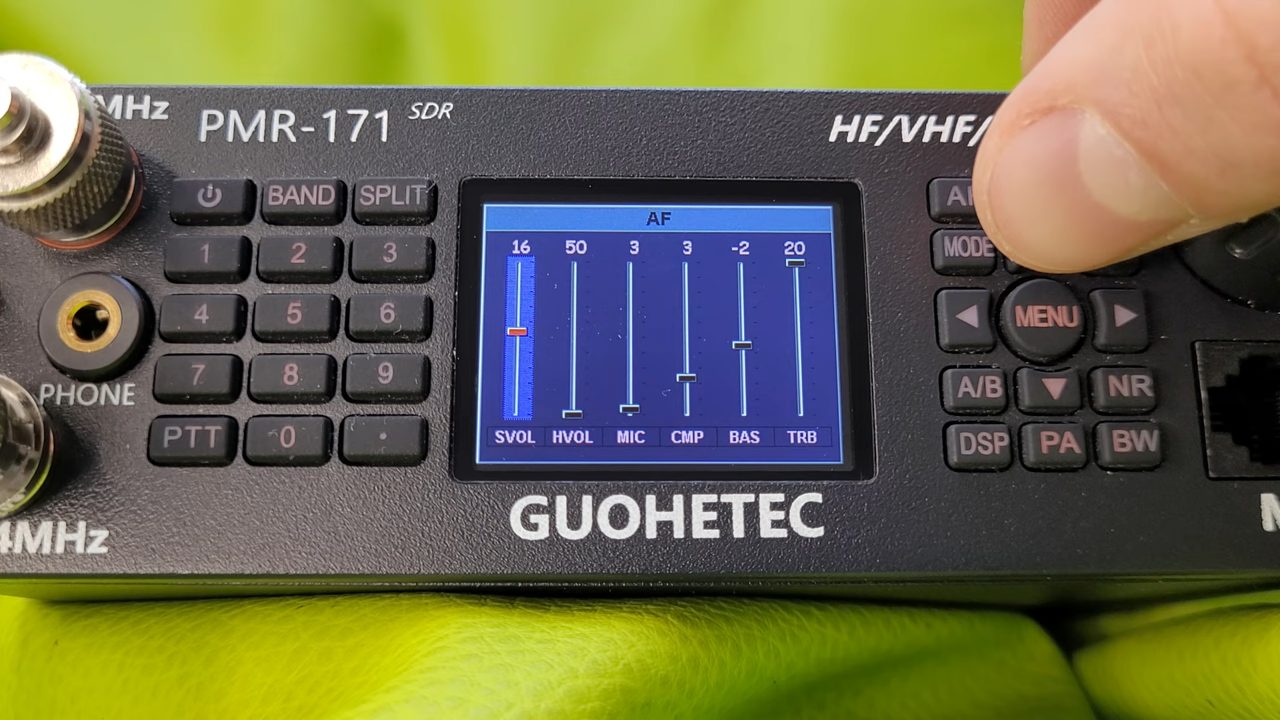 MHz
PMR-171 SDR
HF/VHF/
BAND SPLIT
1 2 3
4 5 6
7 8 9
PTT 0 .
PHONE
4MHz
AF
16 50 3 3 -2 20
SVOL HVOL MIC CMP BAS TRB
GUOHETEC
MODE
MENU
A/B NR
DSP PA BW